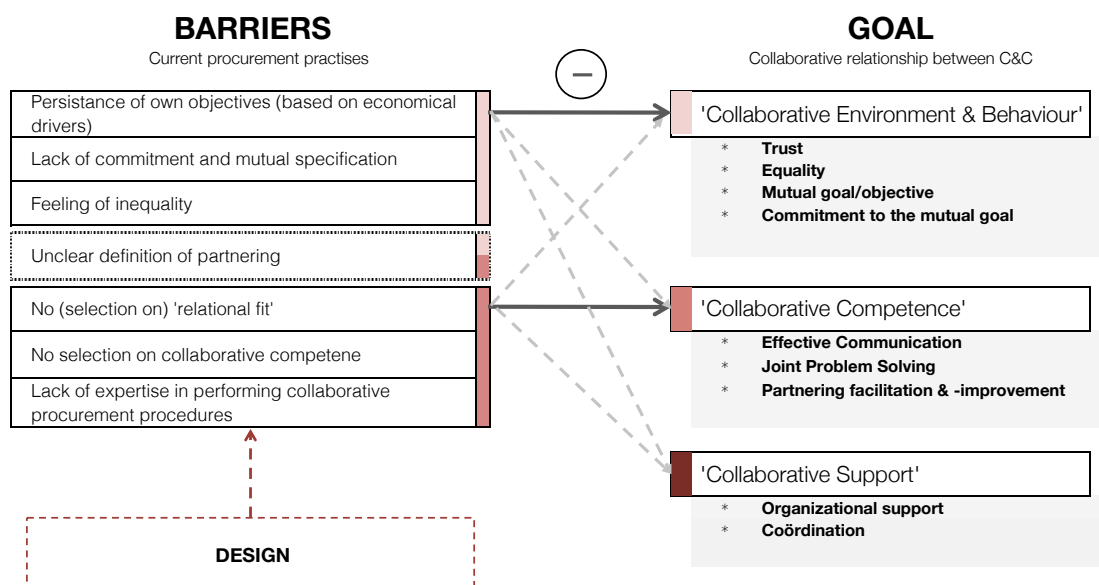 BARRIERS
Current procurement practises
Persistance of own objectives (based on economical
drivers)
Lack of commitment and mutual specification
Feeling of inequality
Unclear definition of partnering
No (selection on) 'relational fit'
No selection on collaborative competene
Lack of expertise in performing collaborative
procurement procedures
DESIGN
−
GOAL
Collaborative relationship between C&C
'Collaborative Environment & Behaviour'
* Trust
* Equality
* Mutual goal/objective
* Commitment to the mutual goal
'Collaborative Competence'
* Effective Communication
* Joint Problem Solving
* Partnering facilitation & -improvement
'Collaborative Support'
* Organizational support
* Coördination